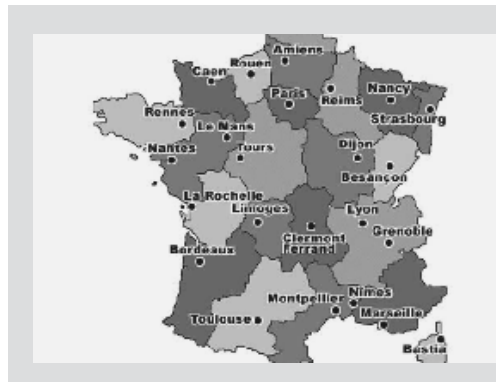 Amiens
Rouen
Caen
Paris
Reims
Nancy
Strasbourg
Rennes
Le Mans
Nantes
Tours
Dijon
Besançon
La Rochelle
Limoges
Lyon
Clermont
Ferrand
Grenoble
Bordeaux
Nîmes
Montpellier
Marseille
Toulouse
Bastia